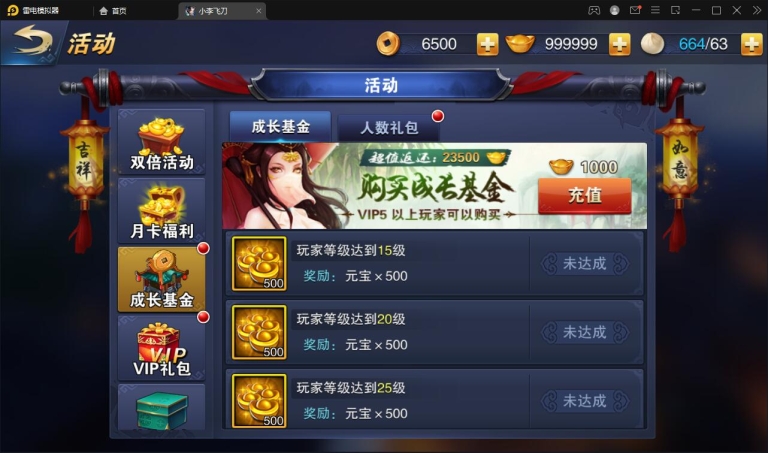 雷电模拟器
首页
小李飞刀
活动
6500
999999
664/63
活动
吉祥
如意
双倍活动
月卡福利
成长基金
VIP
VIP礼包
成长基金
人数礼包
超值返还：23500
购买成长基金
VIP5 以上玩家可以购买
1000
充值
玩家等级达到15级
奖励：元宝×500
500
未达成
玩家等级达到20级
奖励：元宝×500
500
未达成
玩家等级达到25级
奖励：元宝×500
500
未达成